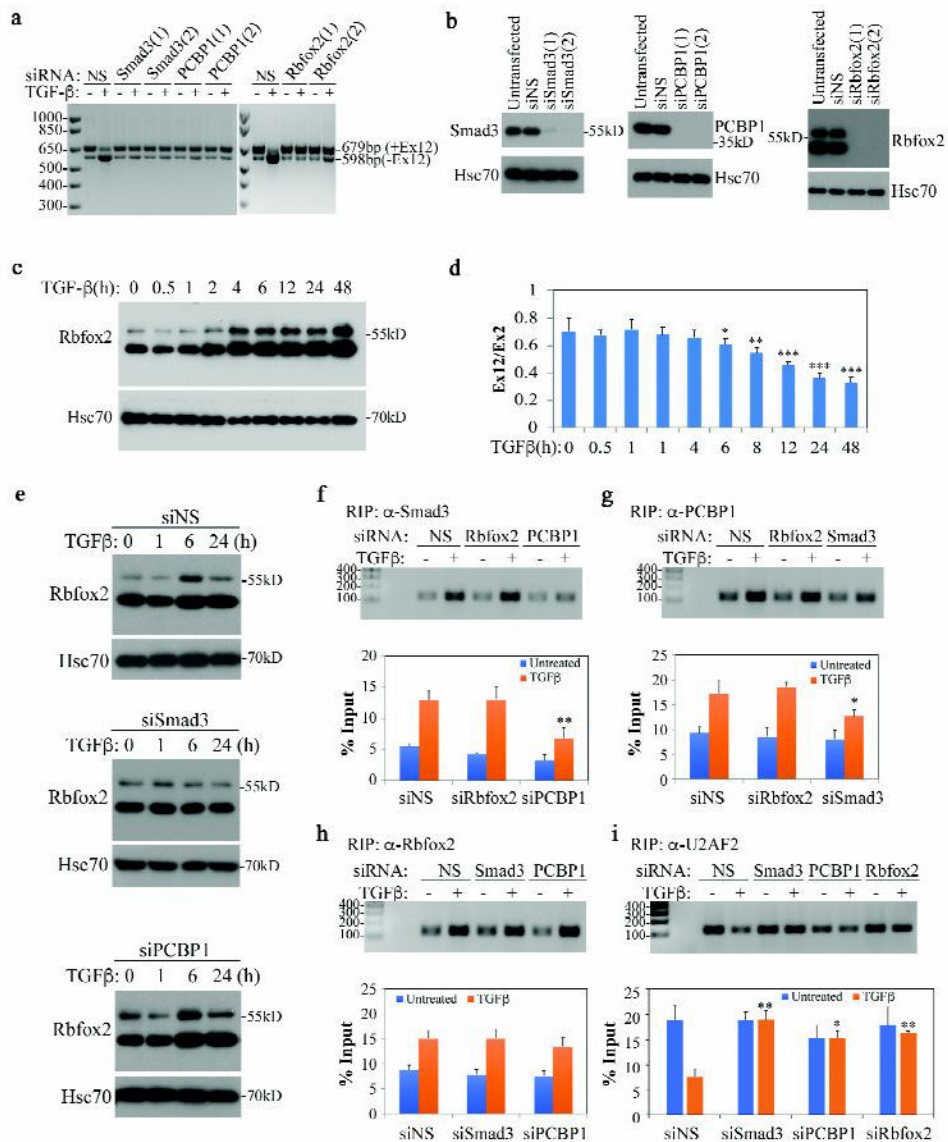 a
siRNA: NS Smad3(1) Smad3(2) PCBP1(1) PCBP1(2) NS Rbfox2(1) Rbfox2(2)
TGF-β: - + - + - + - + - + - + - + - +
1000
850
650
500
400
300
679bp (+Ex12)
598bp(-Ex12)
b
Untransfected siNS siSmad3(1) siSmad3(2)
Smad3 -55kD
Hsc70
Untransfected siNS siPCBP1(1) siPCBP1(2)
PCBP1
-35kD
Hsc70
Untransfected siNS siRbfox2(1) siRbfox2(2)
55kD- Rbfox2
Hsc70
c
TGF-β(h) 0 0.5 1 2 4 6 12 24 48
Rbfox2 -55kD
Hsc70 -70kD
d
Ex12/Ex2
1
0.8
0.6
0.4
0.2
0
* ** *** *** ***
TGFβ(h) 0 0.5 1 1 4 6 8 12 24 48
e
siNS
TGFβ: 0 1 6 24 (h)
Rbfox2 -55kD
Hsc70 -70kD
siSmad3
TGFβ: 0 1 6 24 (h)
Rbfox2 -55kD
Hsc70 -70kD
siPCBP1
TGFβ: 0 1 6 24 (h)
Rbfox2 -55kD
Hsc70 -70kD
f
RIP: α-Smad3
siRNA: NS Rbfox2 PCBP1
TGFβ: - + - + - +
400
300
200
100
% Input
20
15
10
5
0
Untreated
TGFβ
**
siNS siRbfox2 siPCBP1
g
RIP: α-PCBP1
siRNA: NS Rbfox2 Smad3
TGFβ: - + - + - +
400
300
200
100
% Input
25
20
15
10
5
0
Untreated
TGFβ
*
siNS siRbfox2 siSmad3
h
RIP: α-Rbfox2
siRNA: NS Smad3 PCBP1
TGFβ: - + - + - +
400
300
200
100
% Input
25
20
15
10
5
0
Untreated TGFβ
siNS siSmad3 siPCBP1
i
RIP: α-U2AF2
siRNA: NS Smad3 PCBP1 Rbfox2
TGFβ: - + - + - + - +
400
300
200
100
% Input
25
20
15
10
5
0
Untreated TGFβ
** * **
siNS siSmad3 siPCBP1 siRbfox2